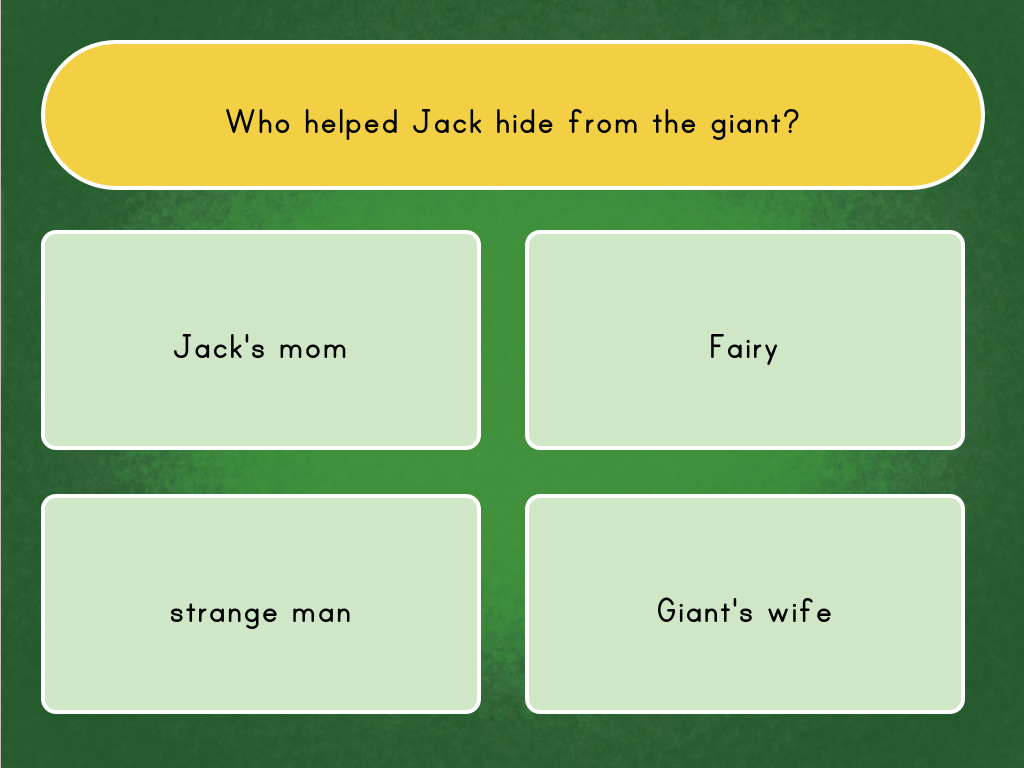 Who helped Jack hide from the giant?
Jack's mom
Fairy
strange man
Giant's wife